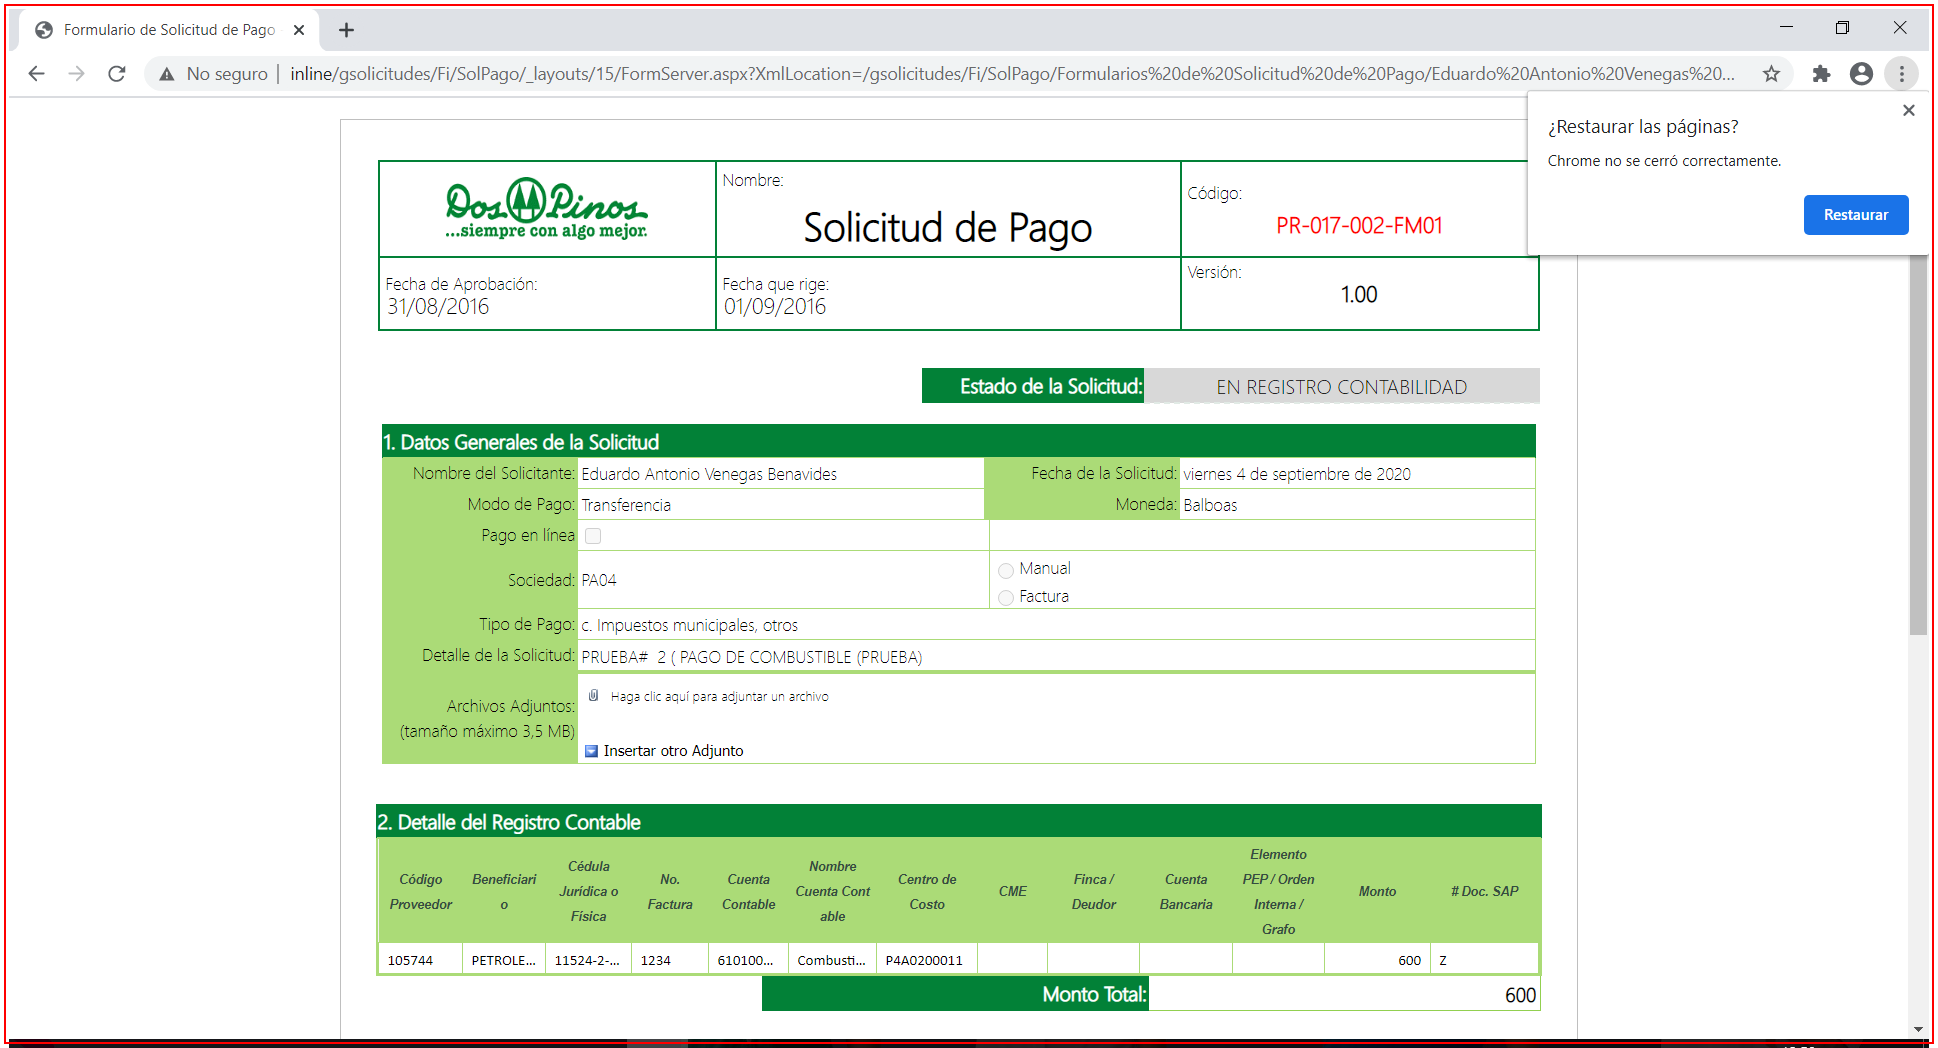 Formulario de Solicitud de Pago
No seguro
inline/gsolicitudes/Fi/SolPago/_layouts/15/FormServer.aspx?XmlLocation=/gsolicitudes/Fi/SolPago/Formularios%20de%20Solicitud%20de%20Pago/Eduardo%20Antonio%20Venegas%20...
¿Restaurar las páginas?
Chrome no se cerró correctamente.
Restaurar
Dos Pinos
...siempre con algo mejor.
Nombre:
Solicitud de Pago
Código:
PR-017-002-FM01
Fecha de Aprobación:
31/08/2016
Fecha que rige:
01/09/2016
Versión:
1.00
Estado de la Solicitud: EN REGISTRO CONTABILIDAD
1. Datos Generales de la Solicitud
Nombre del Solicitante: Eduardo Antonio Venegas Benavides Fecha de la Solicitud: viernes 4 de septiembre de 2020
Modo de Pago: Transferencia Moneda: Balboas
Pago en línea
Sociedad: PA04
Manual
Factura
Tipo de Pago: c. Impuestos municipales, otros
Detalle de la Solicitud: PRUEBA#  2 ( PAGO DE COMBUSTIBLE (PRUEBA)
Archivos Adjuntos:
(tamaño máximo 3,5 MB)
Haga clic aquí para adjuntar un archivo
Insertar otro Adjunto
2. Detalle del Registro Contable
Código
Proveedor
Beneficiari
o
Cédula
Jurídica o
Física
No.
Factura
Cuenta
Contable
Nombre
Cuenta Cont
able
Centro de
Costo
CME
Finca /
Deudor
Cuenta
Bancaria
Elemento
PEP / Orden
Interna /
Grafo
Monto
# Doc. SAP
105744 PETROLE... 11524-2-... 1234 610100... Combusti... P4A0200011 600 Z
Monto Total: 600